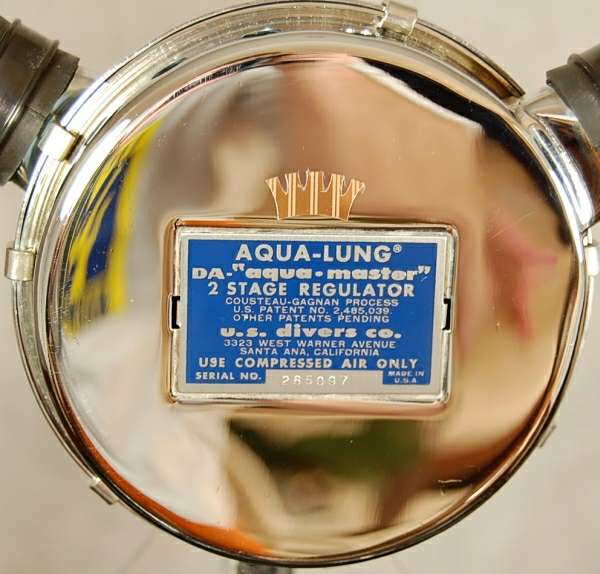 AQUA-LUNG®
DA-"aqua·master"
2 STAGE REGULATOR
COUSTEAU-GAGNAN PROCESS
U.S. PATENT NO. 2,485,039.
OTHER PATENTS PENDING
u.s. divers co.
3323 WEST WARNER AVENUE
SANTA ANA, CALIFORNIA
USE COMPRESSED AIR ONLY
SERIAL NO. 265097 MADE IN
U.S.A.